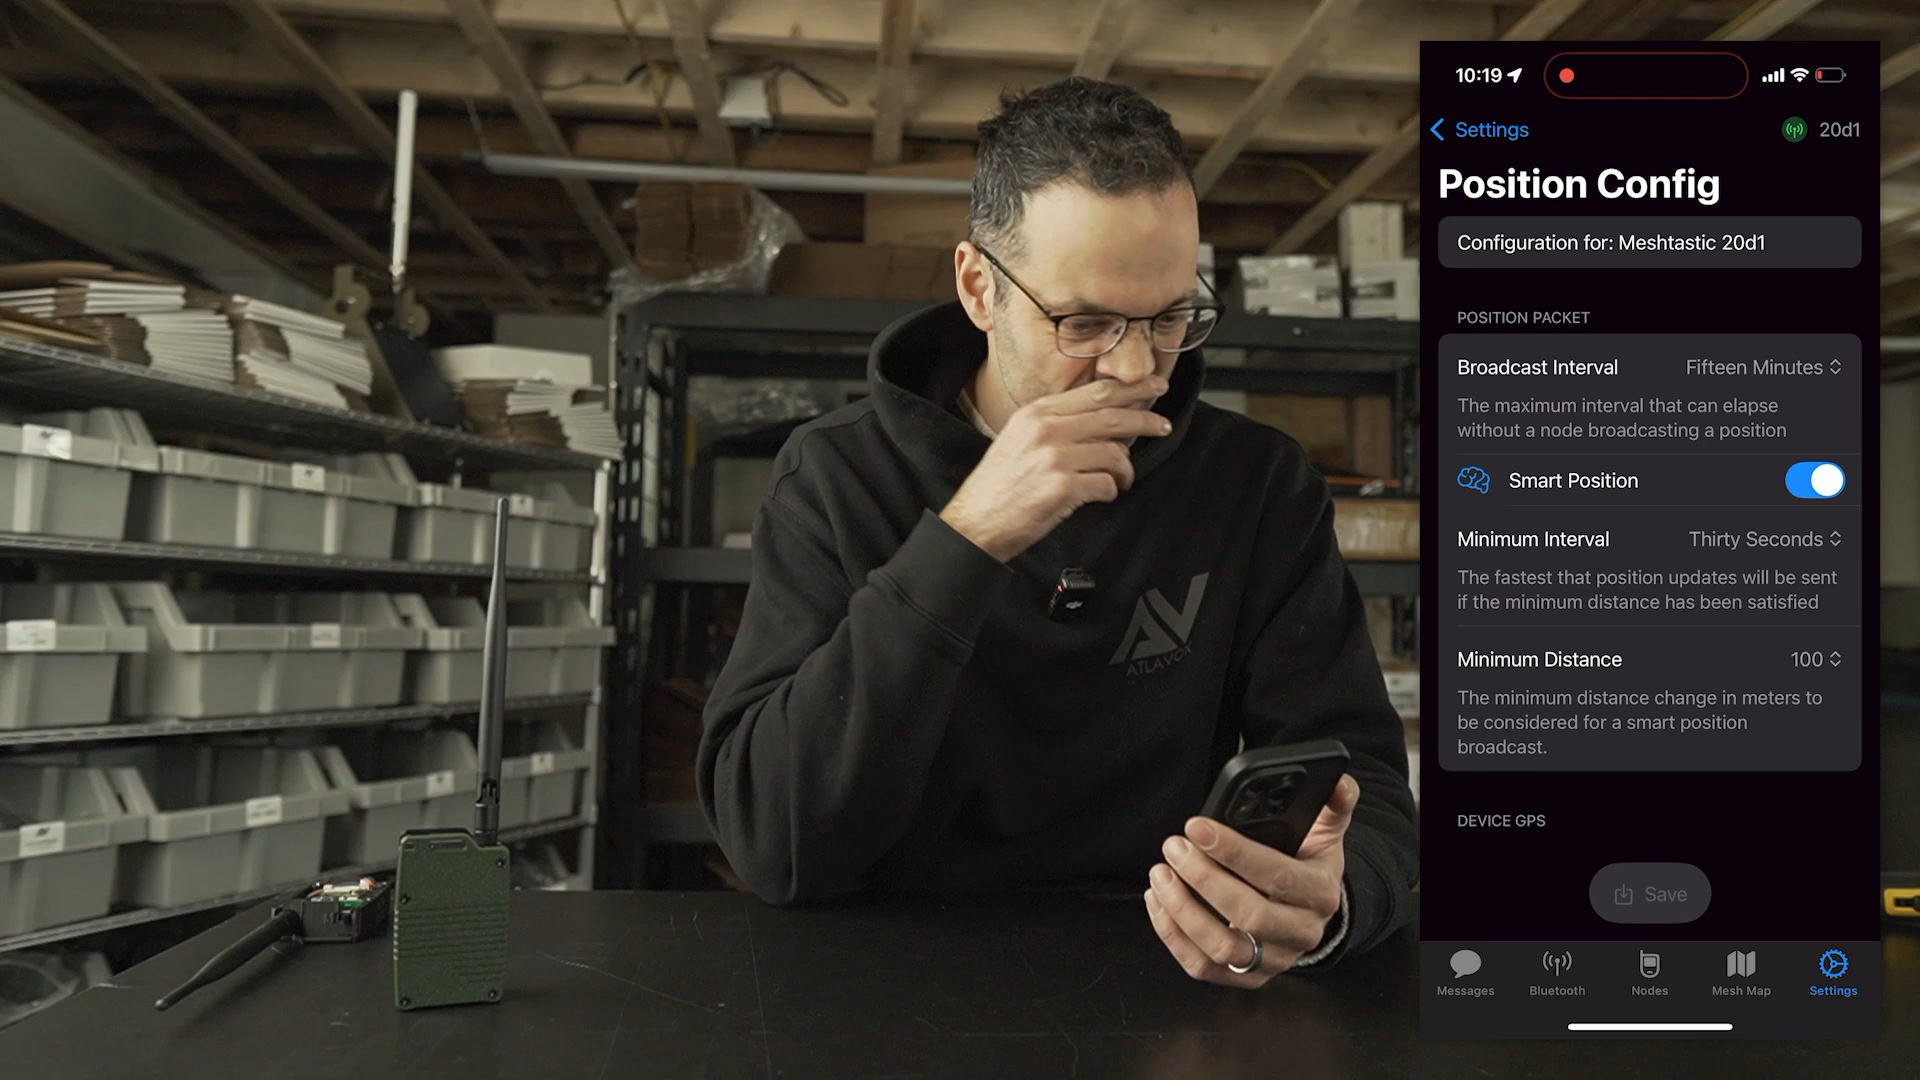 10:19
Settings
20d1
Position Config
Configuration for: Meshtastic 20d1
POSITION PACKET
Broadcast Interval
Fifteen Minutes
The maximum interval that can elapse
without a node broadcasting a position
Smart Position
Minimum Interval
Thirty Seconds
The fastest that position updates will be sent
if the minimum distance has been satisfied
Minimum Distance
100
The minimum distance change in meters to
be considered for a smart position
broadcast.
DEVICE GPS
Save
Messages
Bluetooth
Nodes
Mesh Map
Settings
AV
ATLAVOX